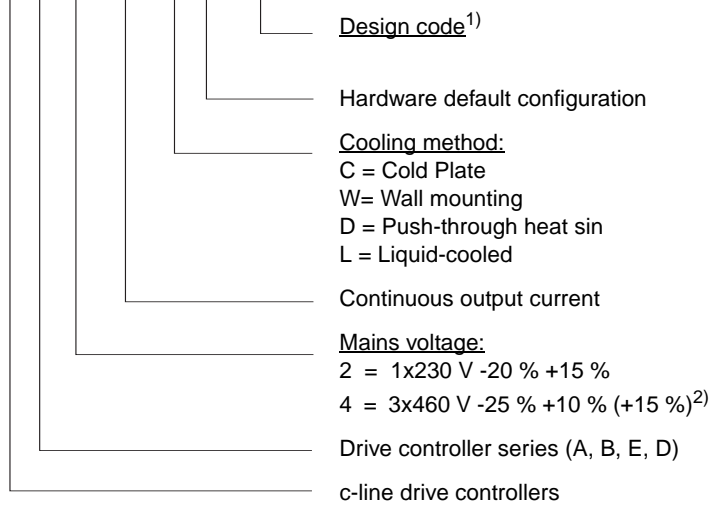 Design code1)
Hardware default configuration
Cooling method:
C = Cold Plate
W= Wall mounting
D = Push-through heat sin
L = Liquid-cooled
Continuous output current
Mains voltage:
2 = 1x230 V -20 % +15 %
4 = 3x460 V -25 % +10 % (+15 %)2)
Drive controller series (A, B, E, D)
c-line drive controllers